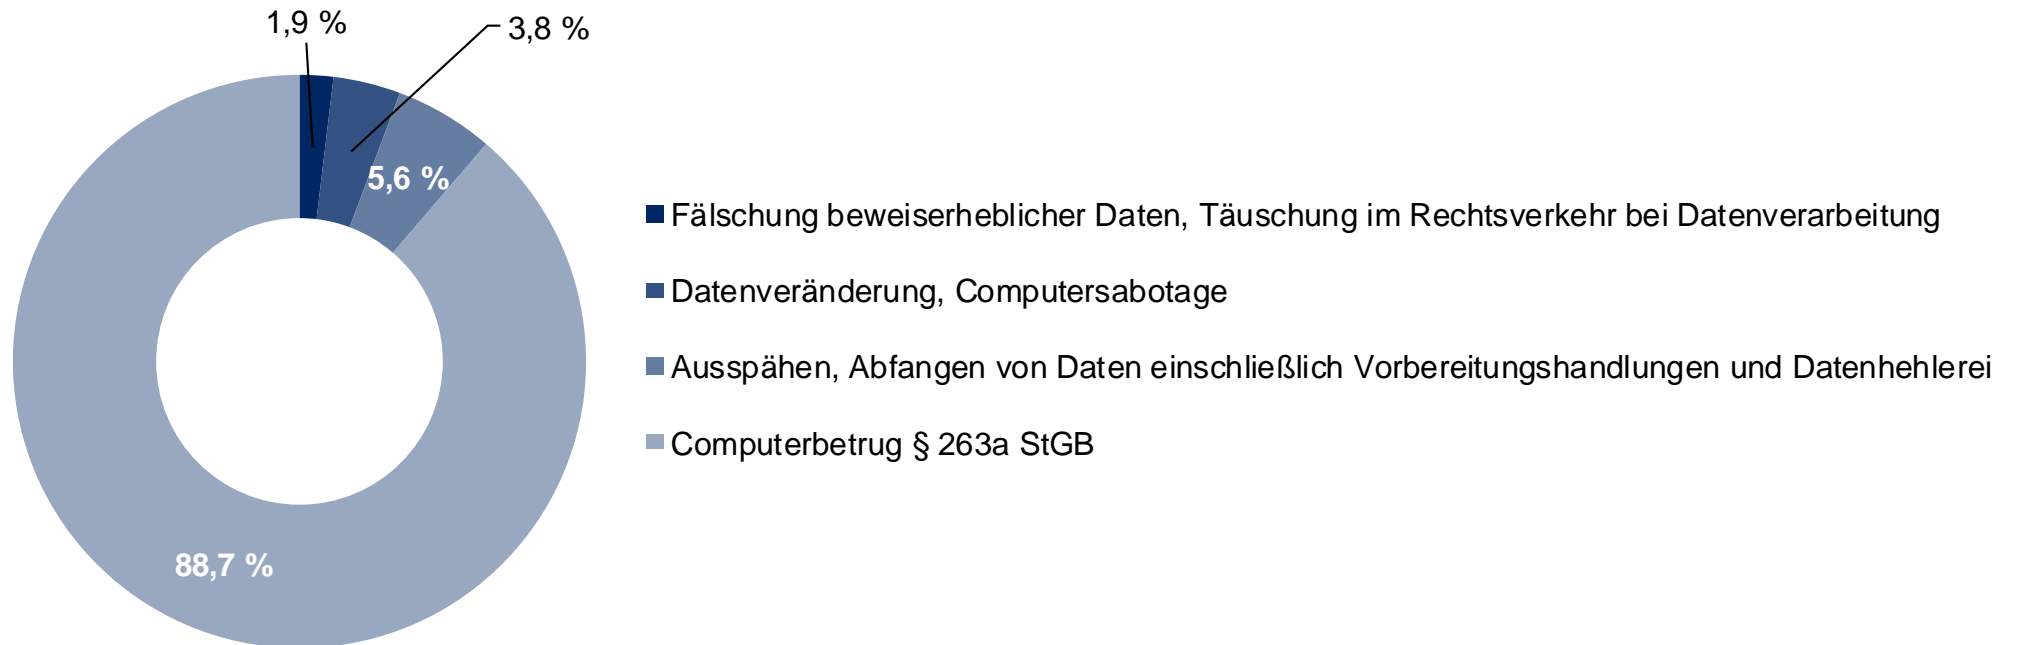 1,9 %
3,8 %
5,6 %
88,7 %
Fälschung beweiserheblicher Daten, Täuschung im Rechtsverkehr bei Datenverarbeitung
Datenveränderung, Computersabotage
Ausspähen, Abfangen von Daten einschließlich Vorbereitungshandlungen und Datenhehlerei
Computerbetrug § 263a StGB